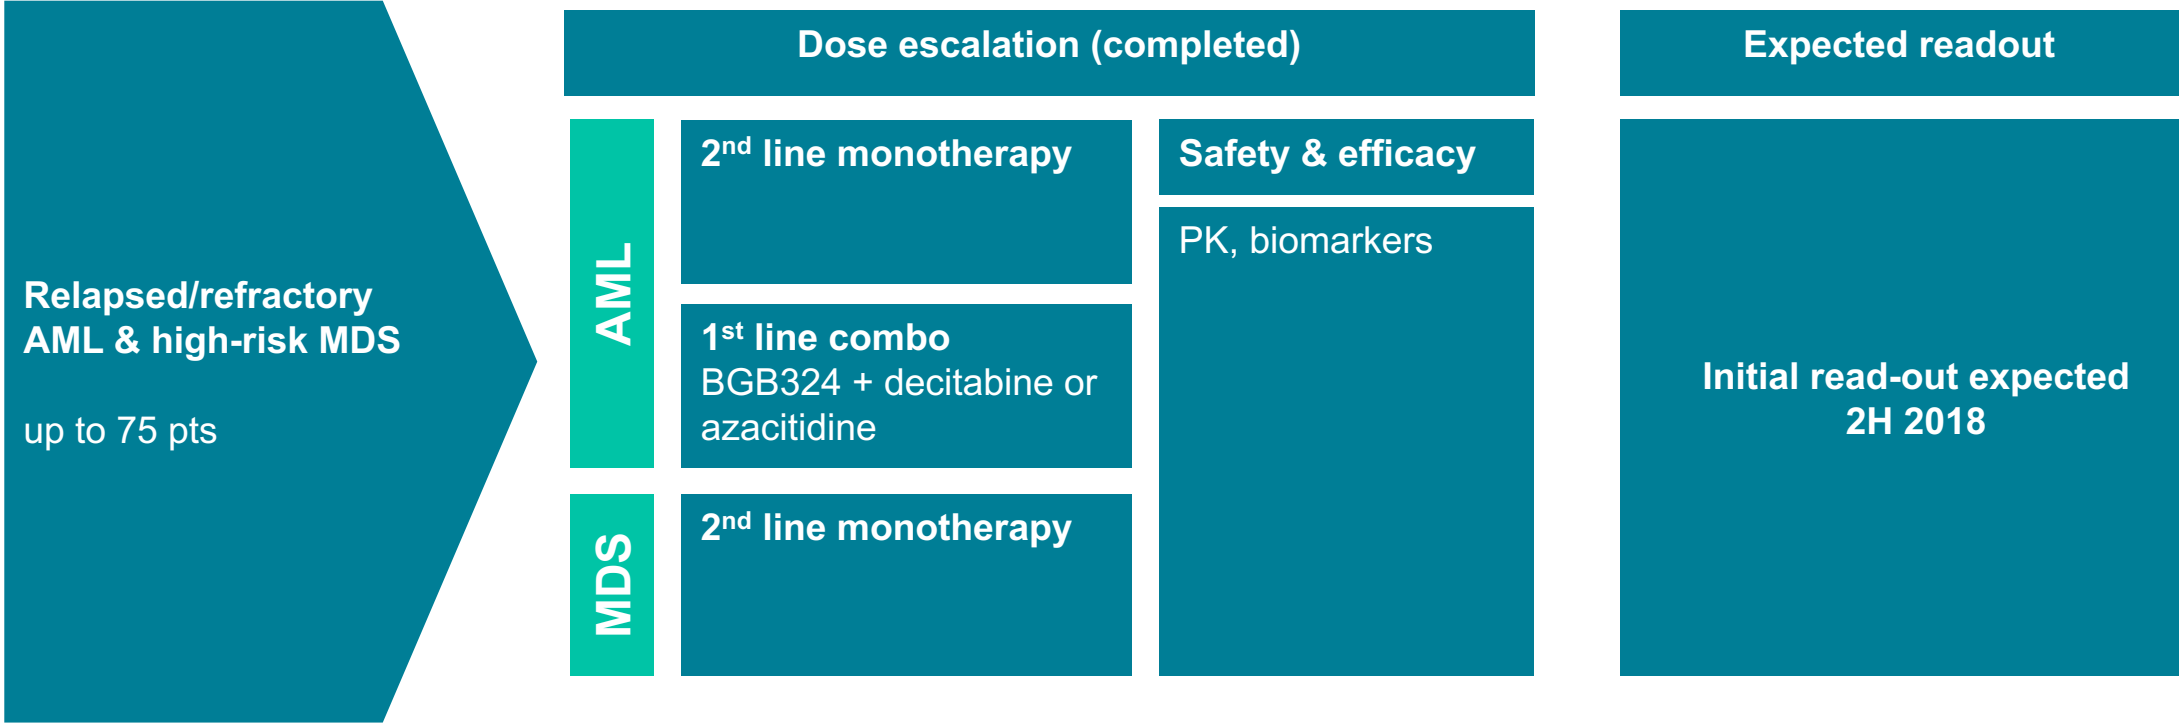 Relapsed/refractory
AML & high-risk MDS
up to 75 pts
Dose escalation (completed)
AML
2nd line monotherapy
1st line combo
BGB324 + decitabine or
azacitidine
MDS
2nd line monotherapy
Safety & efficacy
PK, biomarkers
Expected readout
Initial read-out expected
2H 2018